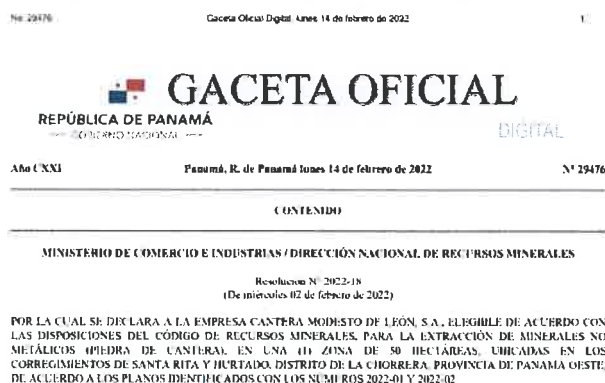 No. 29476 Gaceta Oficial Digital, lunes 14 de febrero de 2022 1
GACETA OFICIAL
REPÚBLICA DE PANAMÁ
GOBIERNO NACIONAL
DIGITAL
Año CXXI Panamá, R. de Panamá lunes 14 de febrero de 2022 N° 29476
CONTENIDO
MINISTERIO DE COMERCIO E INDUSTRIAS / DIRECCIÓN NACIONAL DE RECURSOS MINERALES
Resolución N° 2022-18
(De miércoles 02 de febrero de 2022)
POR LA CUAL SE DECLARA A LA EMPRESA CANTERA MODESTO DE LEÓN, S.A., ELEGIBLE DE ACUERDO CON
LAS DISPOSICIONES DEL CÓDIGO DE RECURSOS MINERALES, PARA LA EXTRACCIÓN DE MINERALES NO
METÁLICOS (PIEDRA DE CANTERA), EN UNA (1) ZONA DE 50 HECTÁREAS, UBICADAS EN LOS
CORREGIMIENTOS DE SANTA RITA Y HURTADO, DISTRITO DE LA CHORRERA, PROVINCIA DE PANAMÁ OESTE
DE ACUERDO A LOS PLANOS IDENTIFICADOS CON LOS NÚMEROS 2022-01 Y 2022-02